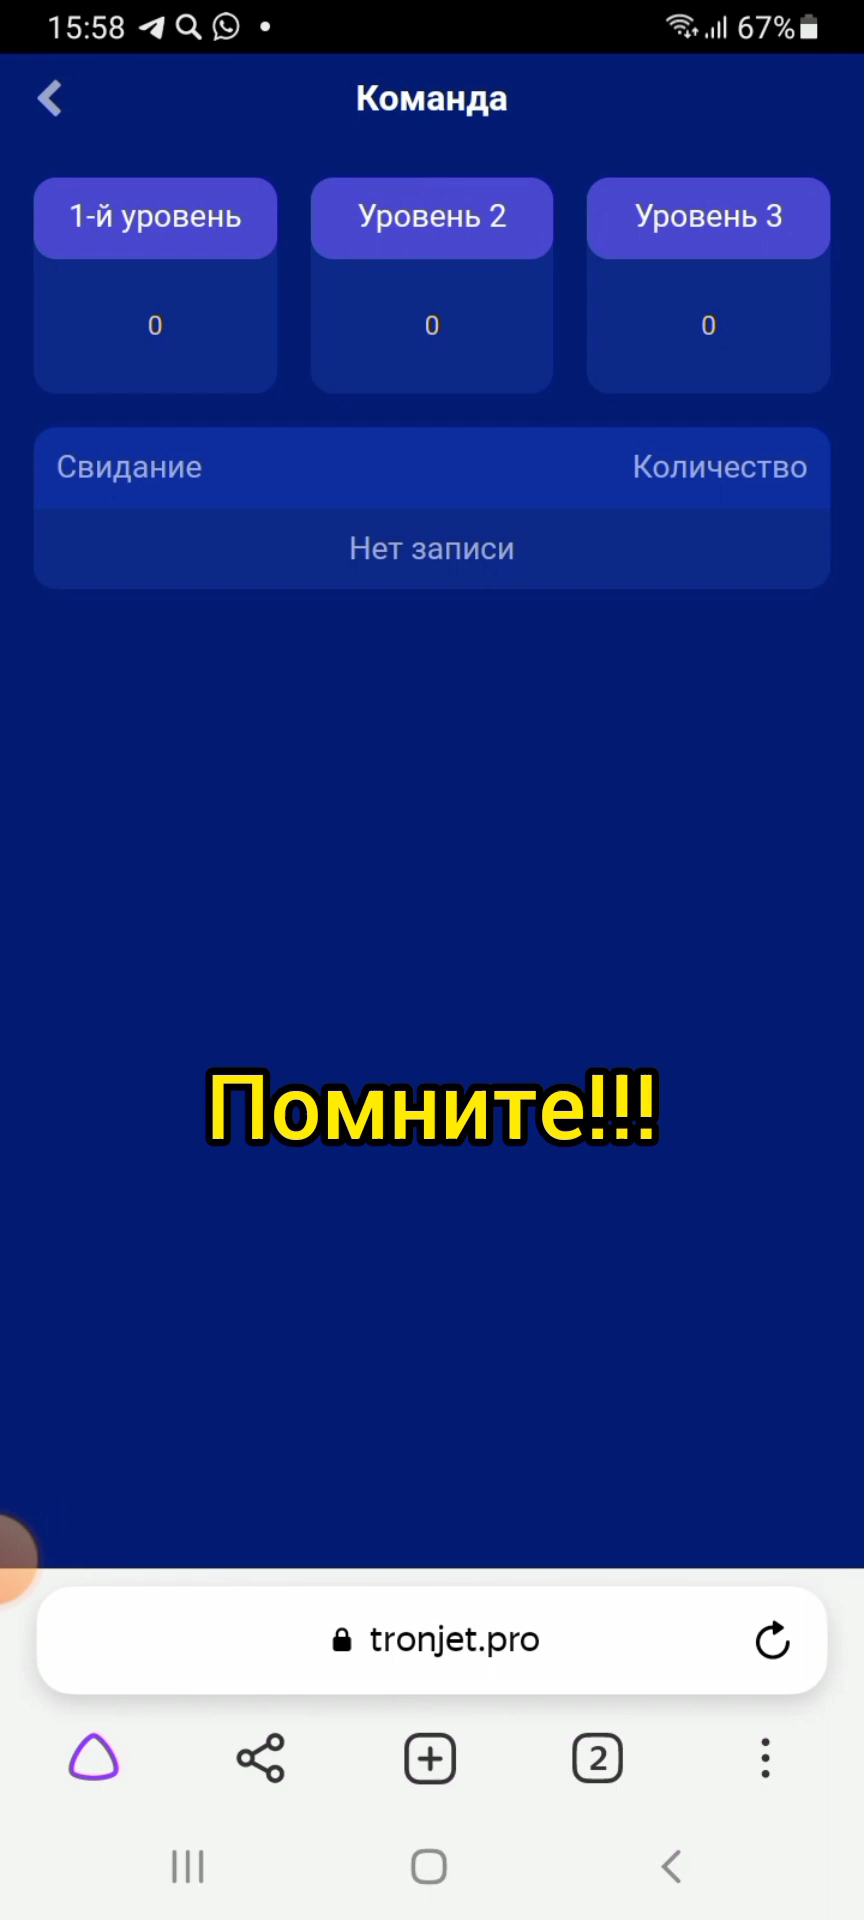 15:58
67%
Команда
1-й уровень
Уровень 2
Уровень 3
0
0
0
Свидание
Количество
Нет записи
Помните!!!
tronjet.pro
2